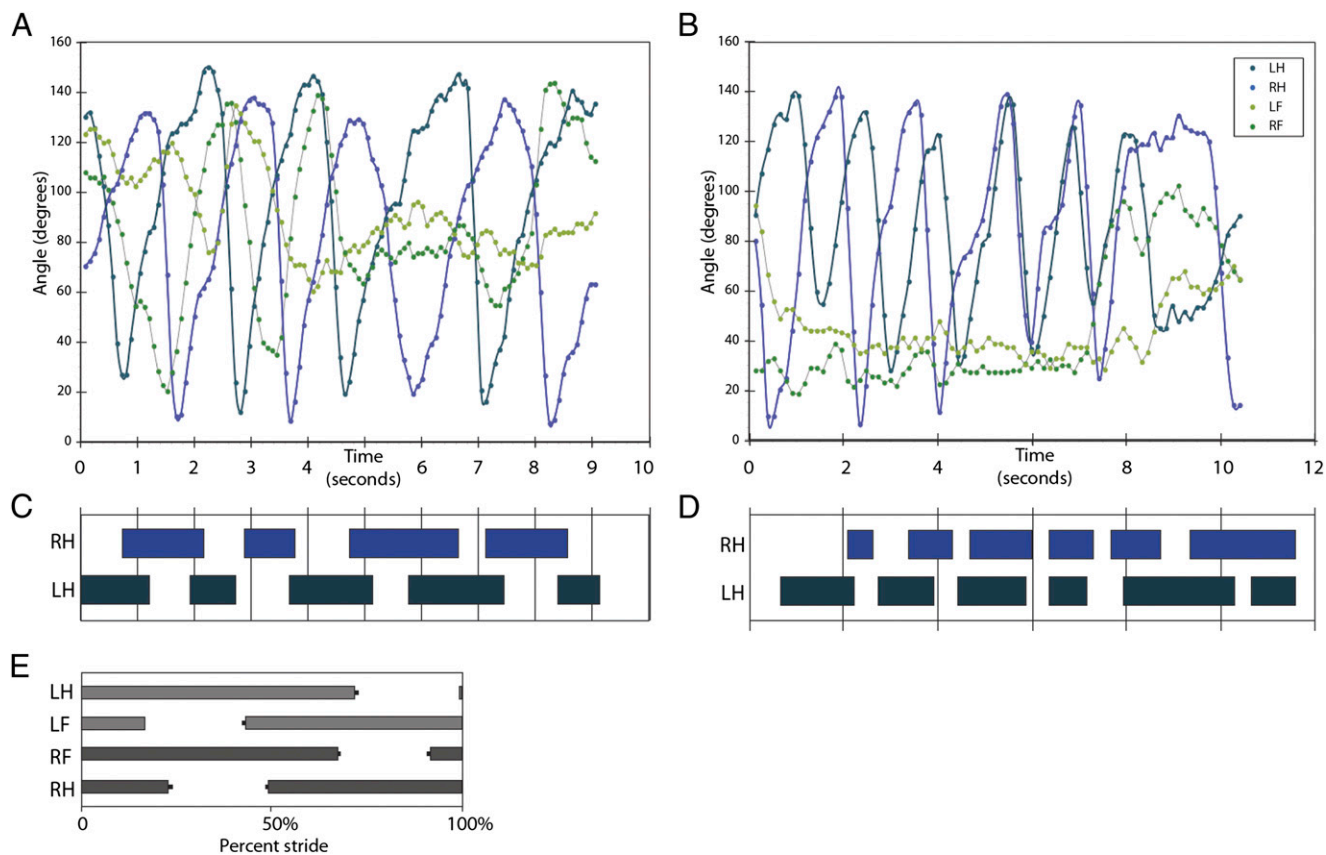 A
160
140
120
100
80
60
40
20
0
Angle (degrees)
0 1 2 3 4 5 6 7 8 9 10
Time
(seconds)
B
160
140
120
100
80
60
40
20
0
Angle (degrees)
LH
RH
LF
RF
0 2 4 6 8 10 12
Time
(seconds)
C
RH
LH
D
RH
LH
E
LH
LF
RF
RH
0 50% 100%
Percent stride